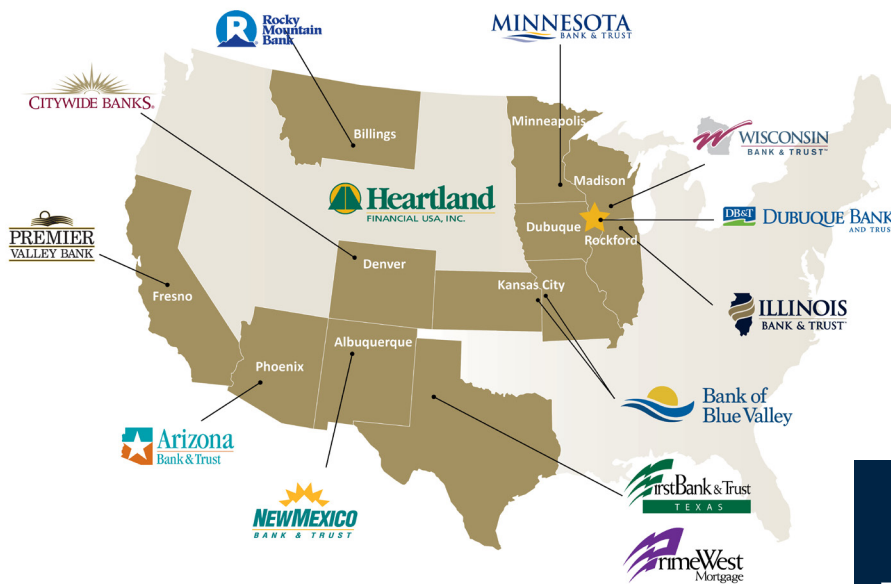 Rocky
Mountain
Bank
MINNESOTA
BANK & TRUST
CITYWIDE BANKS®
Billings
Minneapolis
WISCONSIN
BANK & TRUST™
Madison
Heartland
FINANCIAL USA, INC.
DB&T DUBUQUE BANK
AND TRUST
Dubuque
Rockford
PREMIER
VALLEY BANK
Denver
Fresno
Kansas City
ILLINOIS
BANK & TRUST
Albuquerque
Phoenix
Bank of
Blue Valley
Arizona
Bank & Trust
FirstBank & Trust
TEXAS
NEW MEXICO
BANK & TRUST
PrimeWest
Mortgage